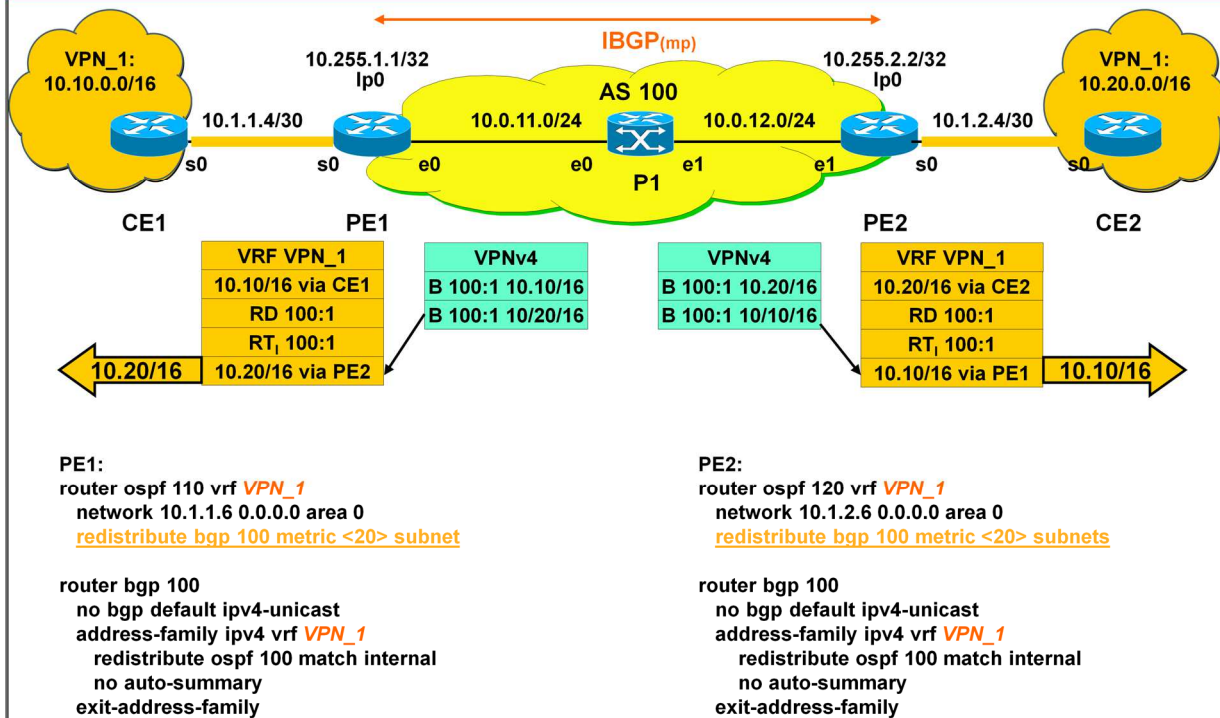 IBGP(mp)
VPN_1:
10.10.0.0/16
10.255.1.1/32
lp0
10.255.2.2/32
lp0
VPN_1:
10.20.0.0/16
AS 100
10.1.1.4/30
10.0.11.0/24
10.0.12.0/24
10.1.2.4/30
s0
s0
e0
e0
P1
e1
e1
s0
s0
CE1
PE1
PE2
CE2
VRF VPN_1
10.10/16 via CE1
RD 100:1
RTI 100:1
10.20/16 via PE2
10.20/16
VPNv4
B 100:1 10.10/16
B 100:1 10/20/16
VPNv4
B 100:1 10.20/16
B 100:1 10/10/16
VRF VPN_1
10.20/16 via CE2
RD 100:1
RTI 100:1
10.10/16 via PE1
10.10/16
PE1:
router ospf 110 vrf VPN_1
network 10.1.1.6 0.0.0.0 area 0
redistribute bgp 100 metric <20> subnet
router bgp 100
no bgp default ipv4-unicast
address-family ipv4 vrf VPN_1
redistribute ospf 100 match internal
no auto-summary
exit-address-family
PE2:
router ospf 120 vrf VPN_1
network 10.1.2.6 0.0.0.0 area 0
redistribute bgp 100 metric <20> subnets
router bgp 100
no bgp default ipv4-unicast
address-family ipv4 vrf VPN_1
redistribute ospf 100 match internal
no auto-summary
exit-address-family